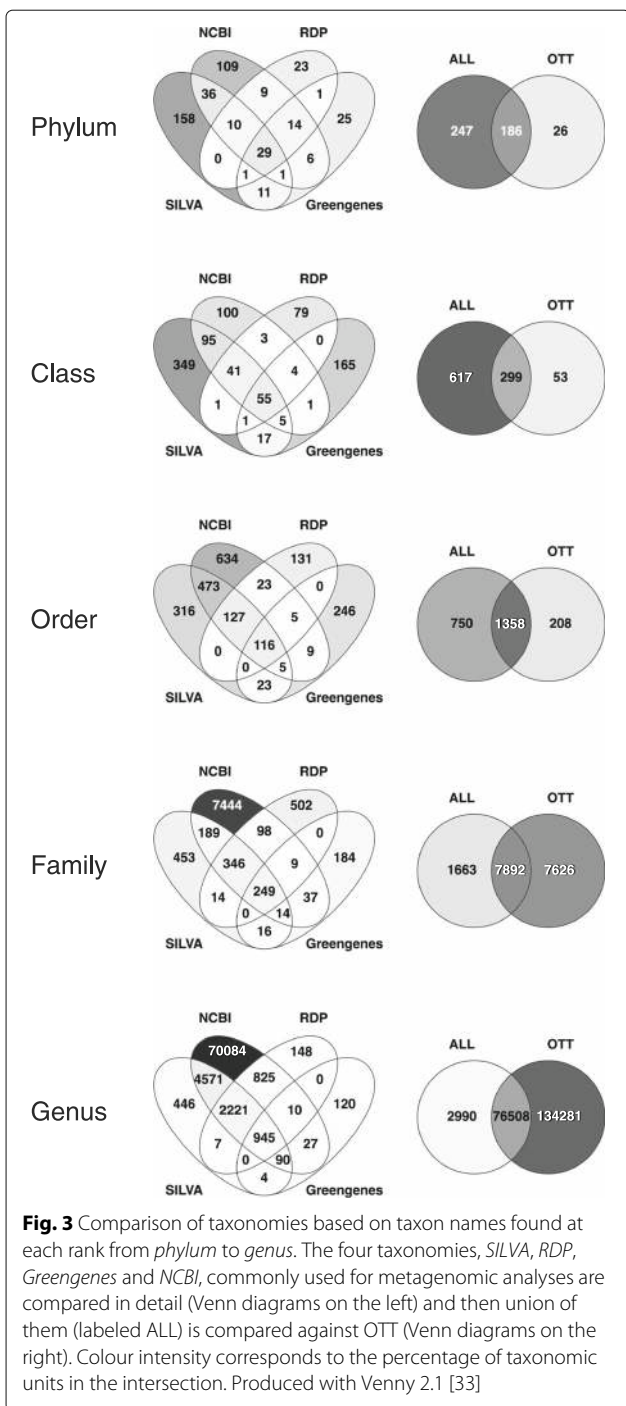 Phylum
NCBI RDP
109 23
36 9 1
158 10 14 25
29
0 1 1 6
11
SILVA Greengenes
ALL OTT
247 186 26
Class
NCBI RDP
100 79
95 3 0
349 41 4 165
55
1 1 5 1
17
SILVA Greengenes
ALL OTT
617 299 53
Order
NCBI RDP
634 131
473 23 0
316 127 5 246
116
0 0 5 9
23
SILVA Greengenes
ALL OTT
750 1358 208
Family
NCBI RDP
7444 502
189 98 0
453 346 9 184
249
14 0 14 37
16
SILVA Greengenes
ALL OTT
1663 7892 7626
Genus
NCBI RDP
70084 148
4571 825 0
446 2221 10 120
945
7 0 90 27
4
SILVA Greengenes
ALL OTT
2990 76508 134281
Fig. 3 Comparison of taxonomies based on taxon names found at
each rank from phylum to genus. The four taxonomies, SILVA, RDP,
Greengenes and NCBI, commonly used for metagenomic analyses are
compared in detail (Venn diagrams on the left) and then union of
them (labeled ALL) is compared against OTT (Venn diagrams on the
right). Colour intensity corresponds to the percentage of taxonomic
units in the intersection. Produced with Venny 2.1 [33]